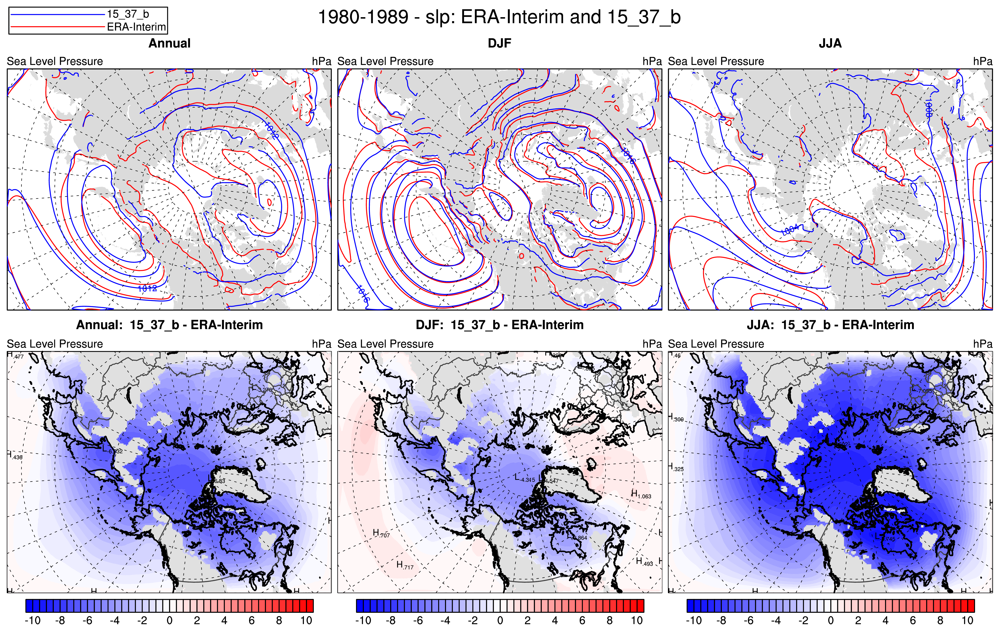 15_37_b
ERA-Interim
1980-1989 - slp: ERA-Interim and 15_37_b
Annual
DJF
JJA
Sea Level Pressure hPa
Sea Level Pressure hPa
Sea Level Pressure hPa
1012
1012
1016
1016
1008
1004
Annual: 15_37_b - ERA-Interim
DJF: 15_37_b - ERA-Interim
JJA: 15_37_b - ERA-Interim
Sea Level Pressure hPa
Sea Level Pressure hPa
Sea Level Pressure hPa
H.477
L-3.276
L-6.932
H.436
L-6.83
H
H
H
L-4.315
L-4.547
H1.063
H.707
H.717
H.493
.46
L-7.095
H.309
H.325
H
H
H
-10 -8 -6 -4 -2 0 2 4 6 8 10
-10 -8 -6 -4 -2 0 2 4 6 8 10
-10 -8 -6 -4 -2 0 2 4 6 8 10